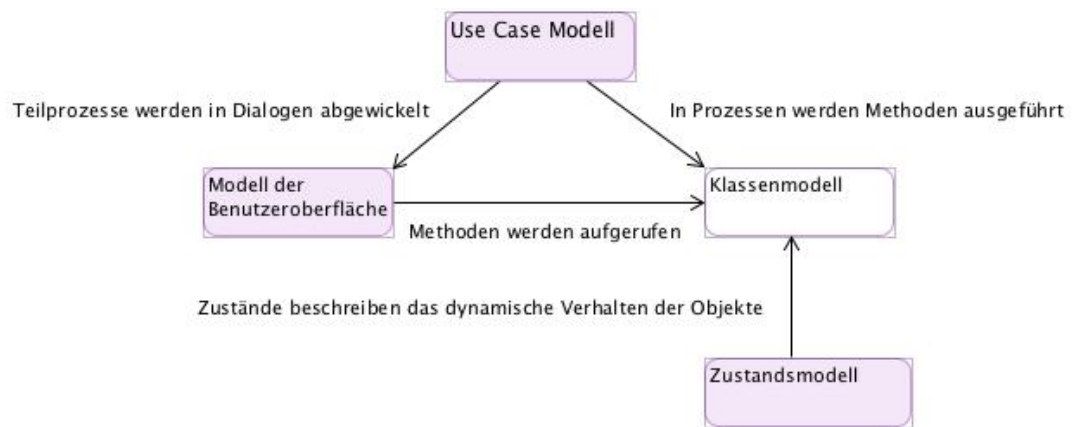 Use Case Modell
Teilprozesse werden in Dialogen abgewickelt
In Prozessen werden Methoden ausgeführt
Modell der
Benutzeroberfläche
Klassenmodell
Methoden werden aufgerufen
Zustände beschreiben das dynamische Verhalten der Objekte
Zustandsmodell